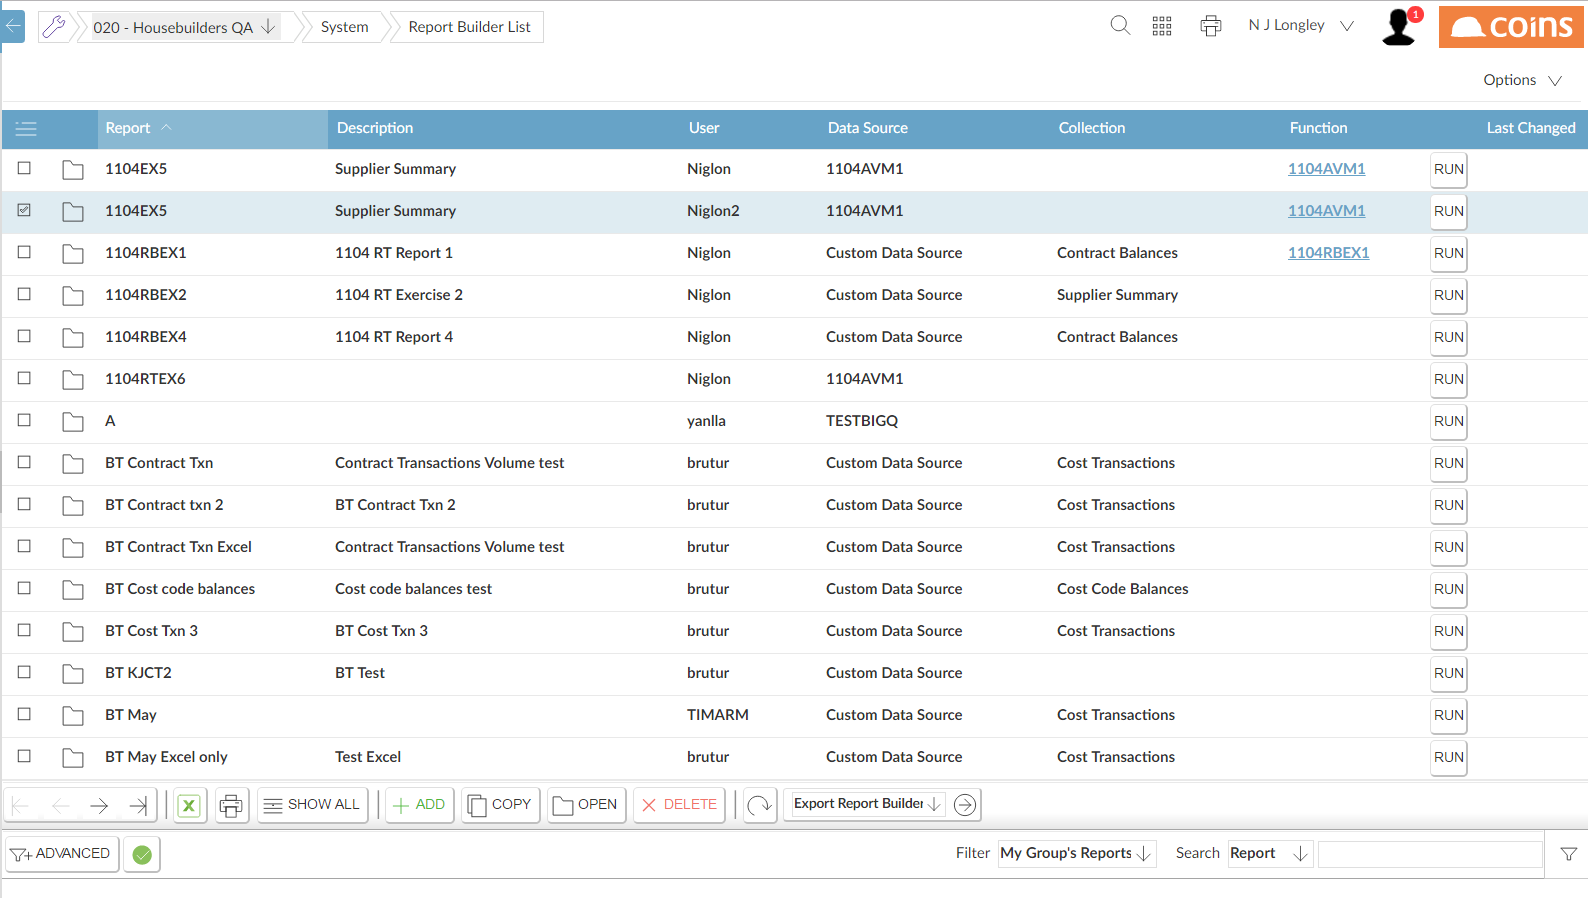 020 - Housebuilders QA System Report Builder List N J Longley 1 coins
Options
Report Description User Data Source Collection Function Last Changed
1104EX5 Supplier Summary Niglon 1104AVM1 1104AVM1 RUN
1104EX5 Supplier Summary Niglon2 1104AVM1 1104AVM1 RUN
1104RBEX1 1104 RT Report 1 Niglon Custom Data Source Contract Balances 1104RBEX1 RUN
1104RBEX2 1104 RT Exercise 2 Niglon Custom Data Source Supplier Summary RUN
1104RBEX4 1104 RT Report 4 Niglon Custom Data Source Contract Balances RUN
1104RTEX6 Niglon 1104AVM1 RUN
A yanlla TESTBIGQ RUN
BT Contract Txn Contract Transactions Volume test brutur Custom Data Source Cost Transactions RUN
BT Contract txn 2 BT Contract Txn 2 brutur Custom Data Source Cost Transactions RUN
BT Contract Txn Excel Contract Transactions Volume test brutur Custom Data Source Cost Transactions RUN
BT Cost code balances Cost code balances test brutur Custom Data Source Cost Code Balances RUN
BT Cost Txn 3 BT Cost Txn 3 brutur Custom Data Source Cost Transactions RUN
BT KJCT2 BT Test brutur Custom Data Source RUN
BT May TIMARM Custom Data Source Cost Transactions RUN
BT May Excel only Test Excel brutur Custom Data Source Cost Transactions RUN
X SHOW ALL ADD COPY OPEN DELETE Export Report Builder
ADVANCED Filter My Group's Reports Search Report